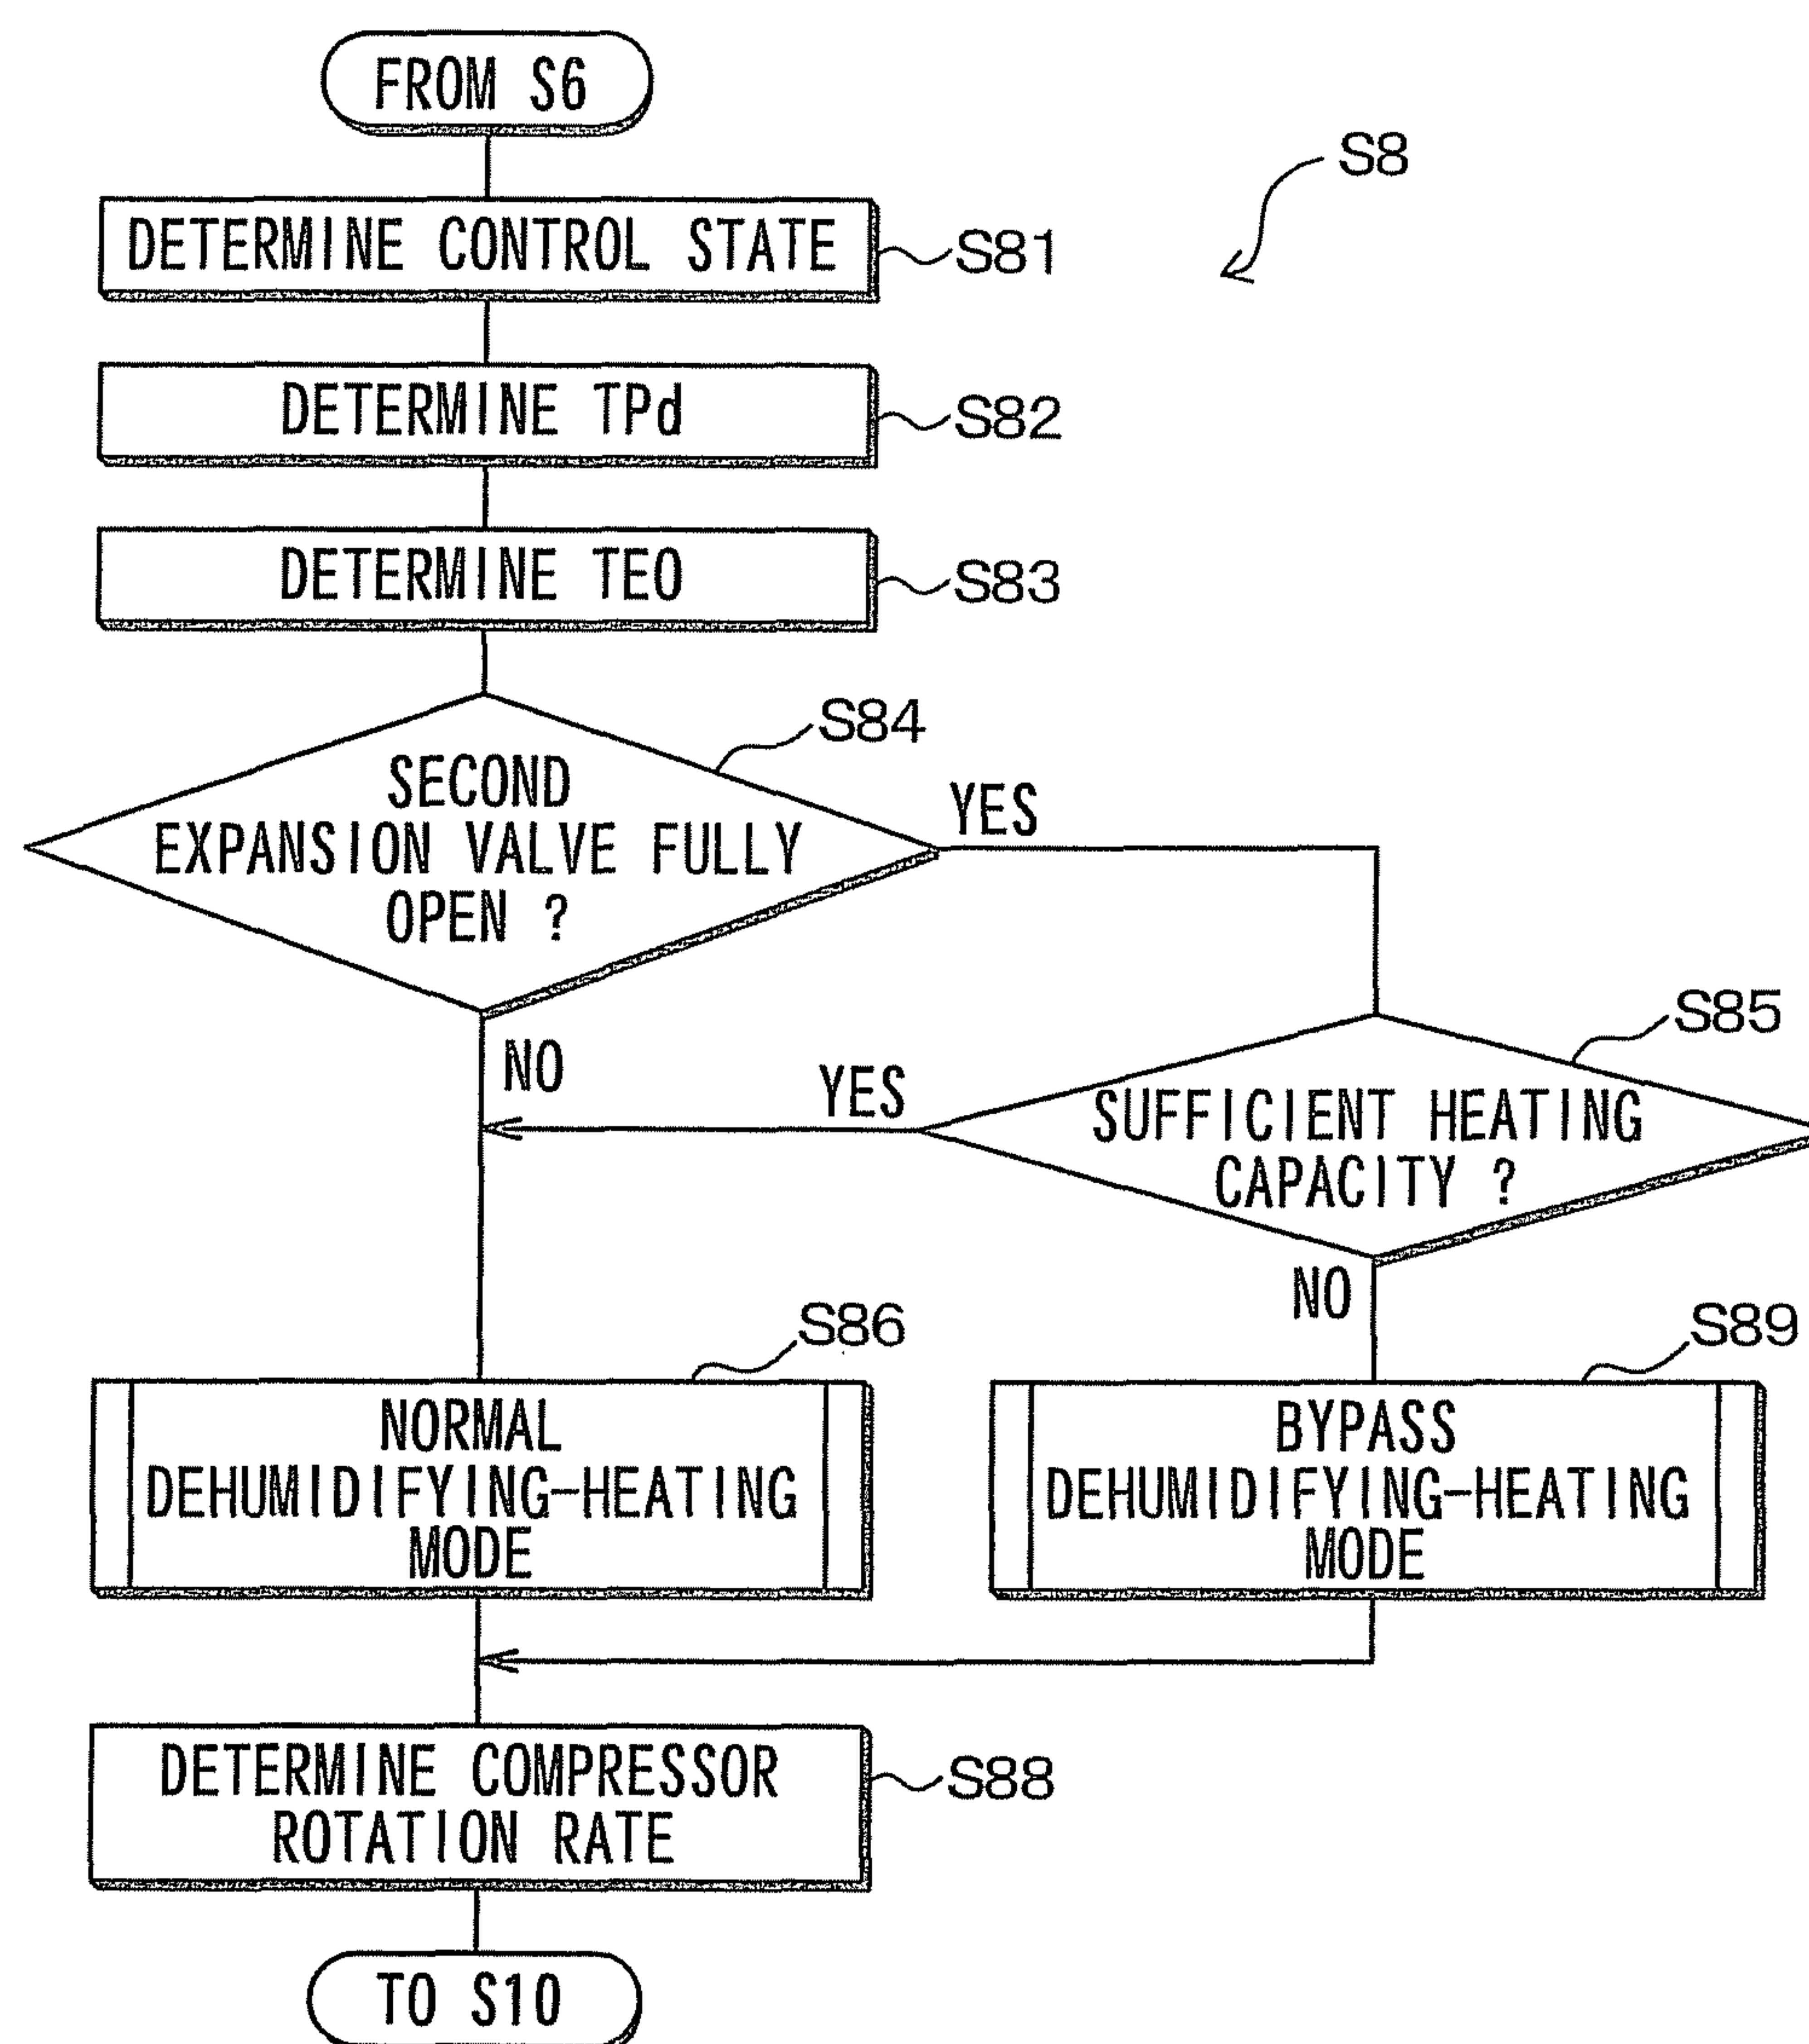 FROM S6
S8
DETERMINE CONTROL STATE
S81
DETERMINE TPd
S82
DETERMINE TEO
S83
S84
SECOND
EXPANSION VALVE FULLY
OPEN ?
YES
NO
S85
SUFFICIENT HEATING
CAPACITY ?
YES
NO
S86
NORMAL
DEHUMIDIFYING-HEATING
MODE
S89
BYPASS
DEHUMIDIFYING-HEATING
MODE
DETERMINE COMPRESSOR
ROTATION RATE
S88
TO S10